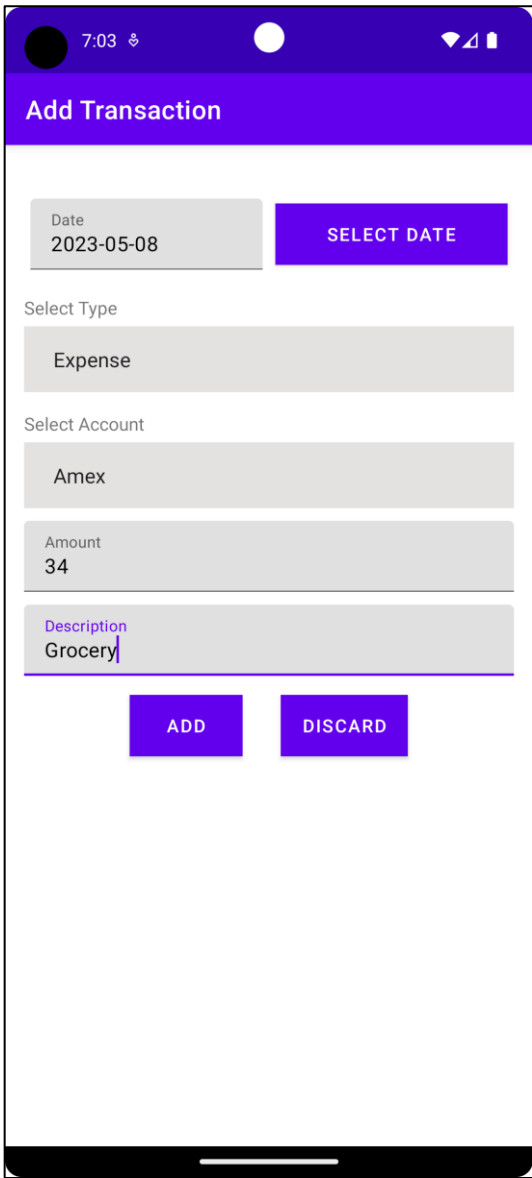 7:03
Add Transaction
Date
2023-05-08
SELECT DATE
Select Type
Expense
Select Account
Amex
Amount
34
Description
Grocery
ADD
DISCARD